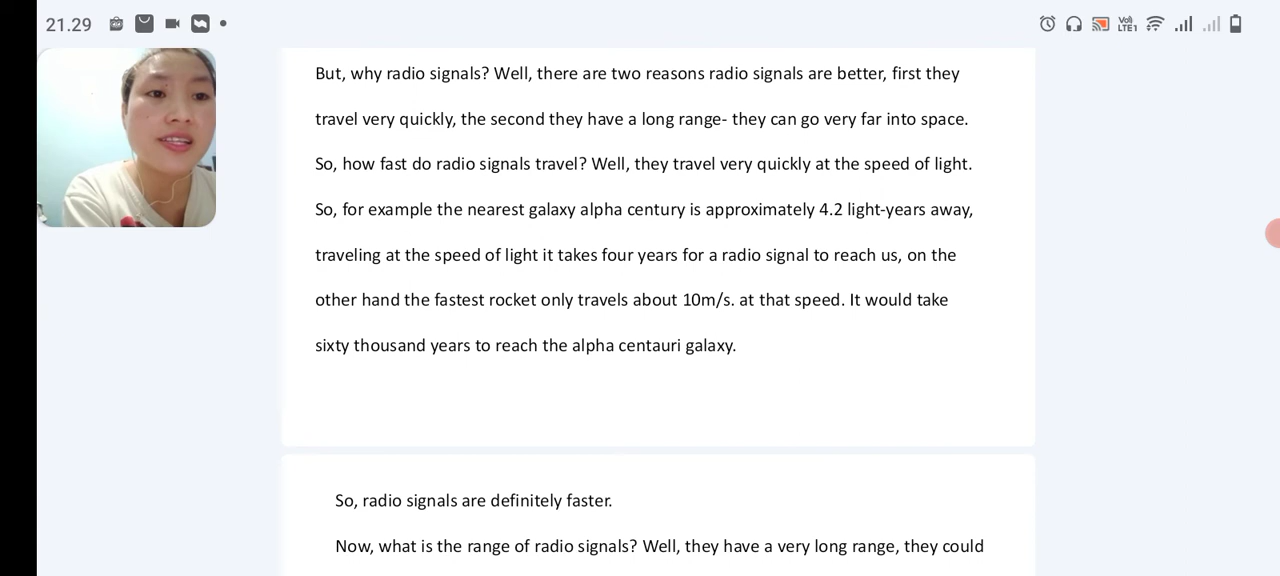 21.29
Voli
LTE1
But, why radio signals? Well, there are two reasons radio signals are better, first they
travel very quickly, the second they have a long range- they can go very far into space.
So, how fast do radio signals travel? Well, they travel very quickly at the speed of light.
So, for example the nearest galaxy alpha century is approximately 4.2 light-years away,
traveling at the speed of light it takes four years for a radio signal to reach us, on the
other hand the fastest rocket only travels about 10m/s. at that speed. It would take
sixty thousand years to reach the alpha centauri galaxy.
So, radio signals are definitely faster.
Now, what is the range of radio signals? Well, they have a very long range, they could